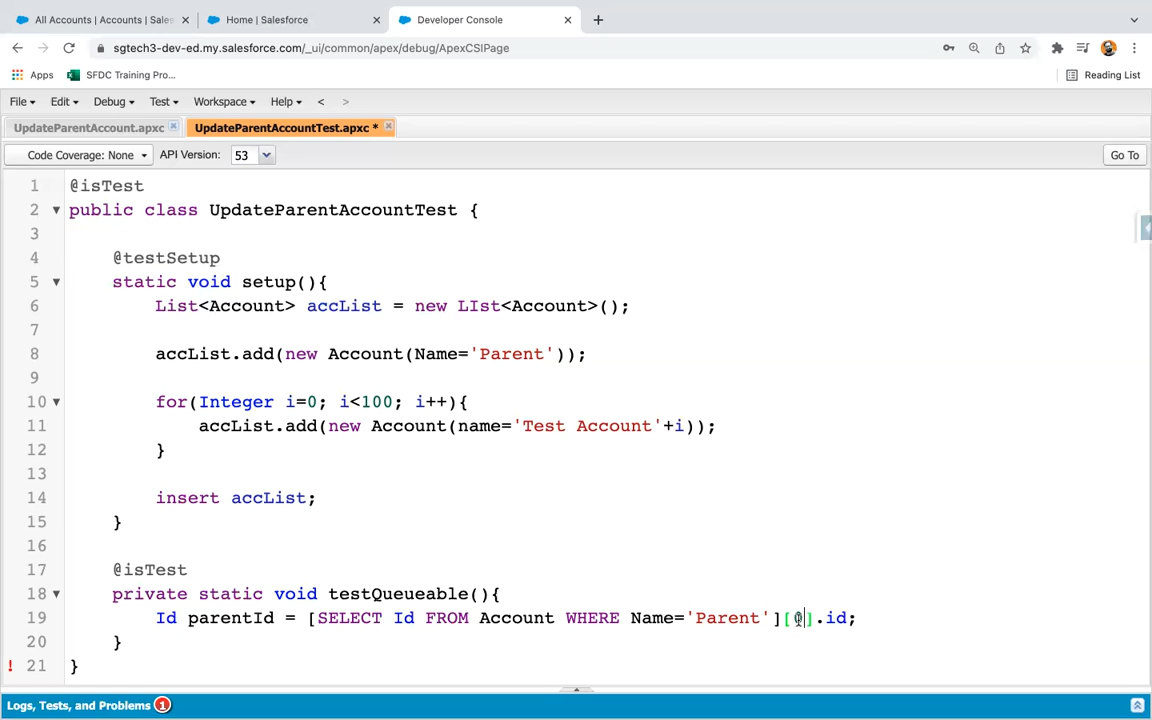 All Accounts | Accounts | Sales
Home | Salesforce
Developer Console
sgtech3-dev-ed.my.salesforce.com/_ui/common/apex/debug/ApexCSIPage
Apps
SFDC Training Pro...
Reading List
File
Edit
Debug
Test
Workspace
Help
<
>
UpdateParentAccount.apxc
UpdateParentAccountTest.apxc *
Code Coverage: None
API Version:
53
Go To
1 @isTest
2 public class UpdateParentAccountTest {
3
4 @testSetup
5 static void setup(){
6 List<Account> accList = new LIst<Account>();
7
8 accList.add(new Account(Name='Parent'));
9
10 for(Integer i=0; i<100; i++){
11 accList.add(new Account(name='Test Account'+i));
12 }
13
14 insert accList;
15 }
16
17 @isTest
18 private static void testQueueable(){
19 Id parentId = [SELECT Id FROM Account WHERE Name='Parent'][0].id;
20 }
! 21 }
Logs, Tests, and Problems 1